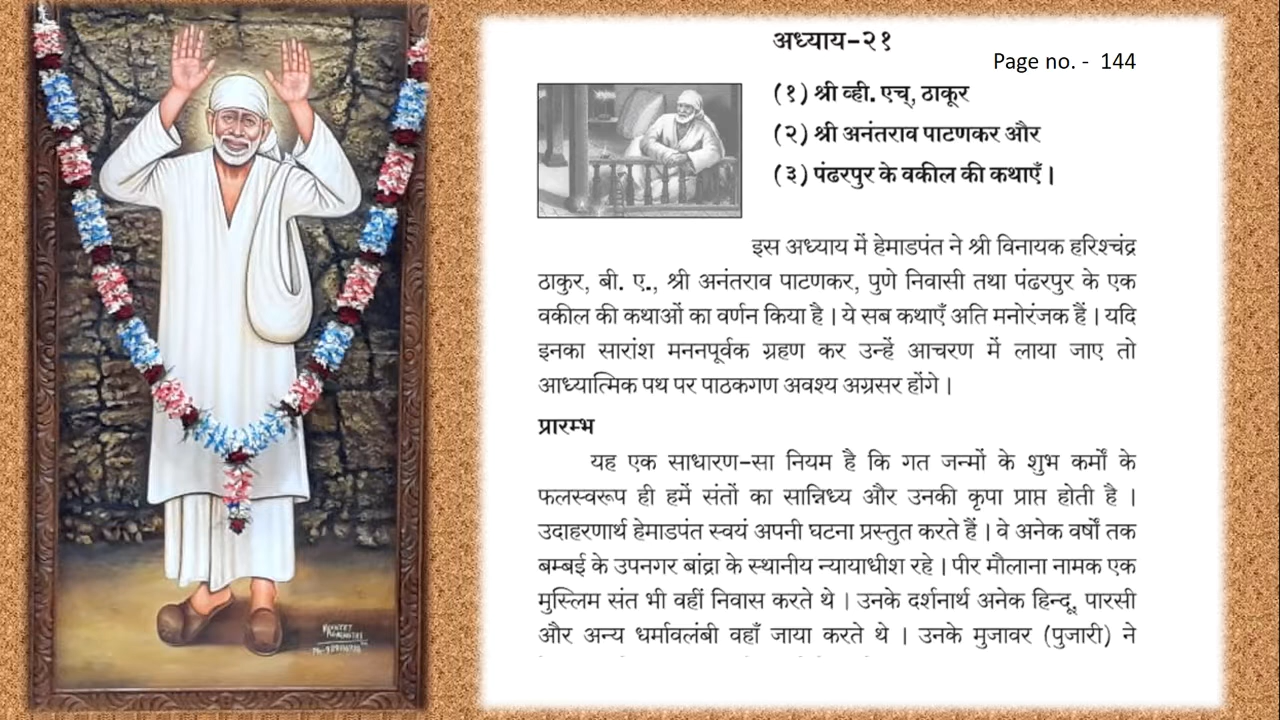 अध्याय-२१
Page no. - 144
(१) श्री व्ही. एच्, ठाकूर
(२) श्री अनंतराव पाटणकर और
(३) पंढरपुर के वकील की कथाएँ।
इस अध्याय में हेमाडपंत ने श्री विनायक हरिश्चंद्र
ठाकुर, बी. ए., श्री अनंतराव पाटणकर, पुणे निवासी तथा पंढरपुर के एक
वकील की कथाओं का वर्णन किया है। ये सब कथाएँ अति मनोरंजक हैं। यदि
इनका सारांश मननपूर्वक ग्रहण कर उन्हें आचरण में लाया जाए तो
आध्यात्मिक पथ पर पाठकगण अवश्य अग्रसर होंगे।
प्रारम्भ
यह एक साधारण-सा नियम है कि गत जन्मों के शुभ कर्मों के
फलस्वरूप ही हमें संतों का सान्निध्य और उनकी कृपा प्राप्त होती है।
उदाहरणार्थ हेमाडपंत स्वयं अपनी घटना प्रस्तुत करते हैं। वे अनेक वर्षों तक
बम्बई के उपनगर बांद्रा के स्थानीय न्यायाधीश रहे। पीर मौलाना नामक एक
मुस्लिम संत भी वहीं निवास करते थे। उनके दर्शनार्थ अनेक हिन्दू, पारसी
और अन्य धर्मावलंबी वहाँ जाया करते थे। उनके मुजावर (पुजारी) ने